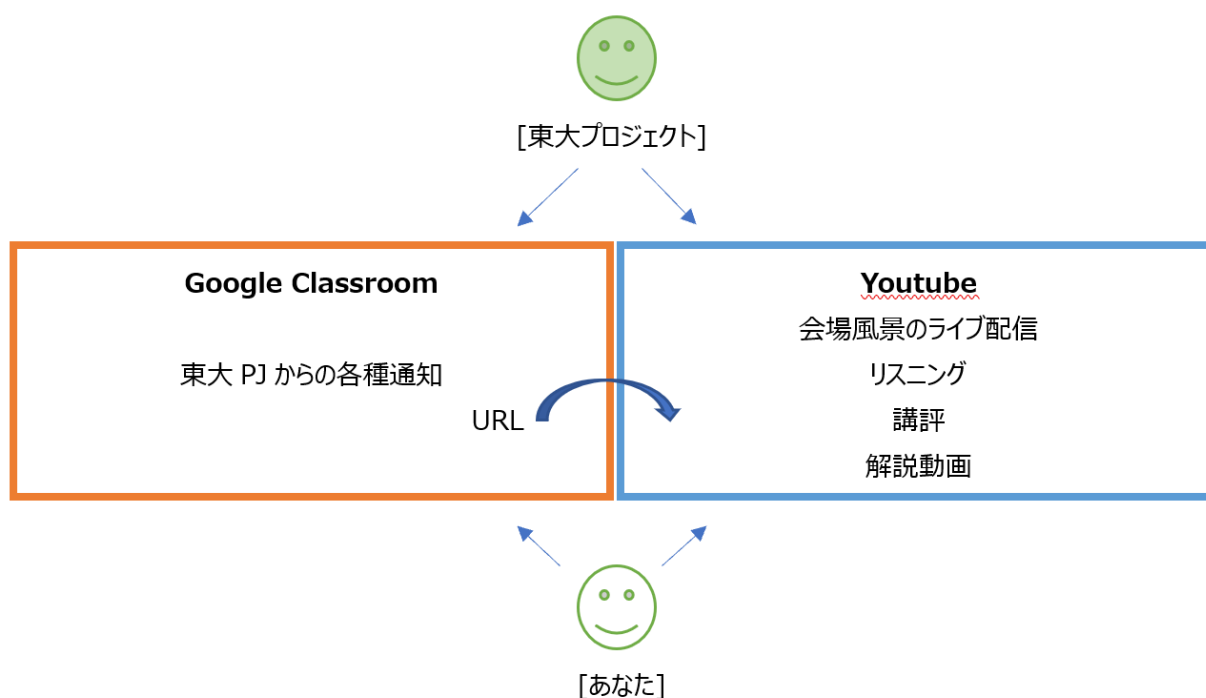 [東大プロジェクト]
Google Classroom
東大 PJ からの各種通知
URL
Youtube
会場風景のライブ配信
リスニング
講評
解説動画
[あなた]